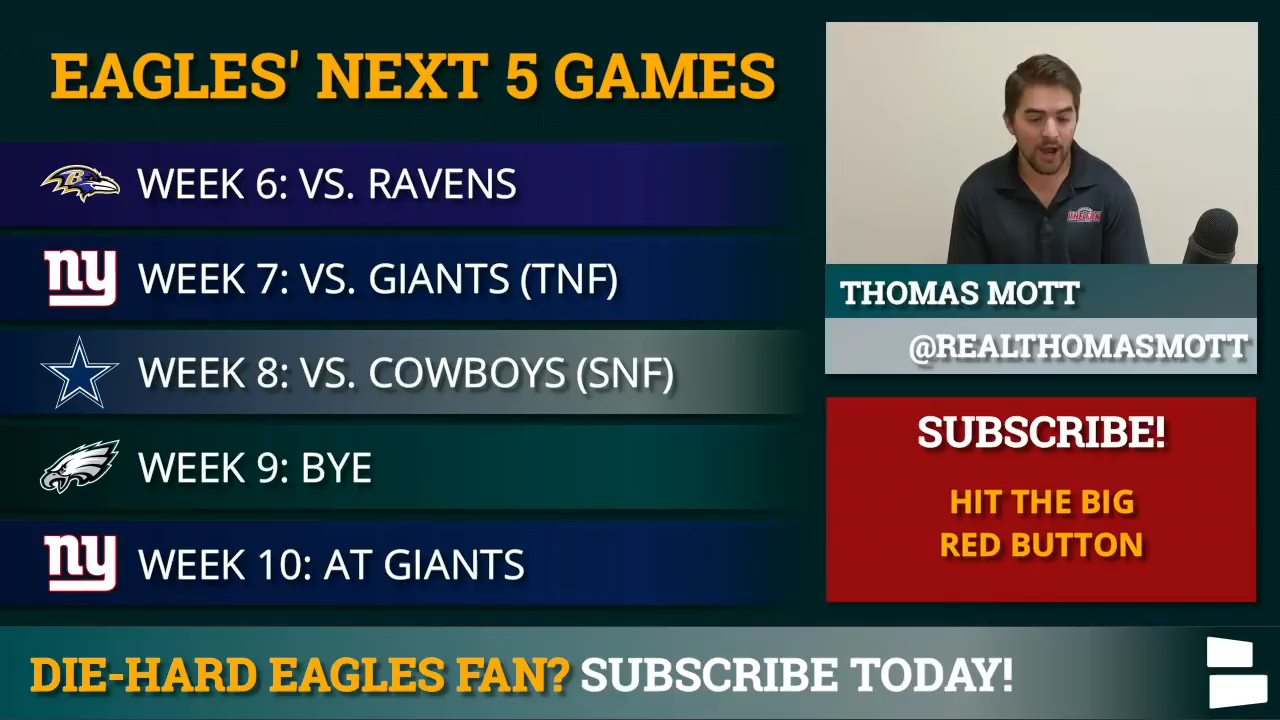 EAGLES' NEXT 5 GAMES
WEEK 6: VS. RAVENS
ny
WEEK 7: VS. GIANTS (TNF)
WEEK 8: VS. COWBOYS (SNF)
WEEK 9: BYE
ny
WEEK 10: AT GIANTS
THOMAS MOTT
@REALTHOMASMOTT
SUBSCRIBE!
HIT THE BIG
RED BUTTON
DIE-HARD EAGLES FAN? SUBSCRIBE TODAY!